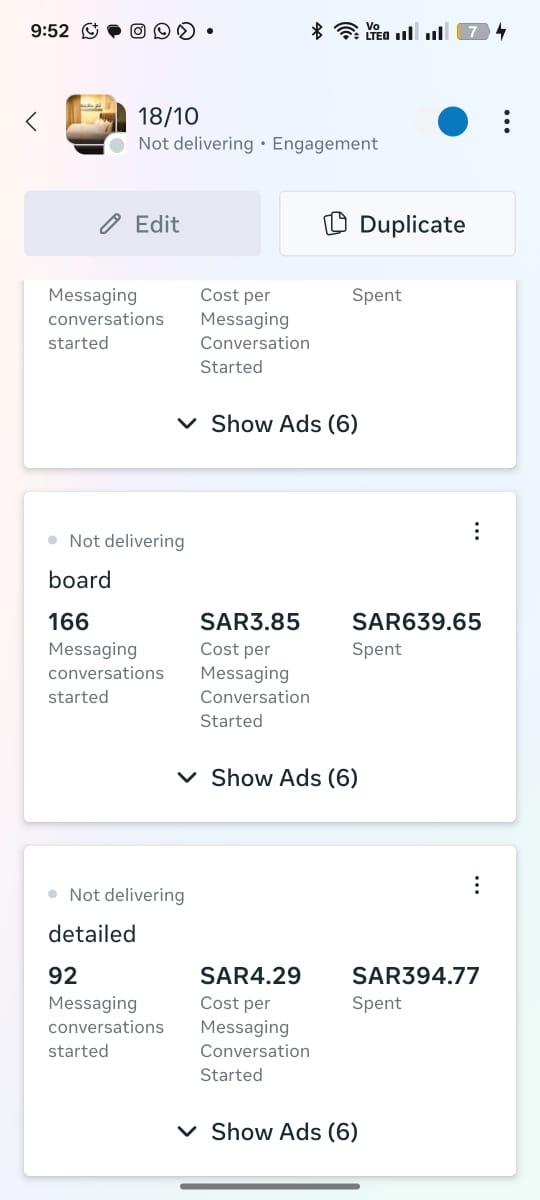 9:52
Vo
LTE
7
18/10
Not delivering • Engagement
Edit
Duplicate
Messaging
conversations
started
Cost per
Messaging
Conversation
Started
Spent
Show Ads (6)
Not delivering
board
166
Messaging
conversations
started
SAR3.85
Cost per
Messaging
Conversation
Started
SAR639.65
Spent
Show Ads (6)
Not delivering
detailed
92
Messaging
conversations
started
SAR4.29
Cost per
Messaging
Conversation
Started
SAR394.77
Spent
Show Ads (6)